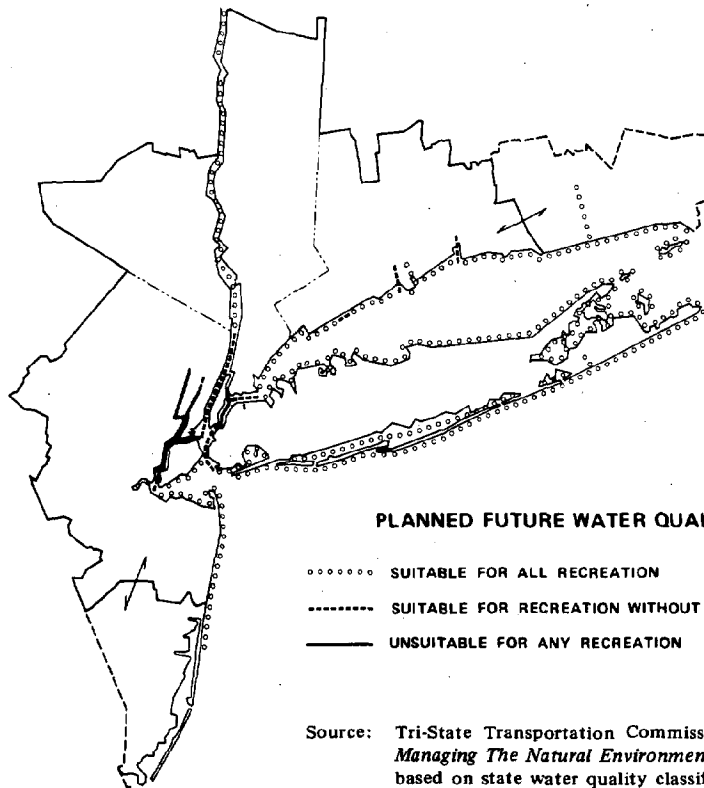 PLANNED FUTURE WATER QUAL
SUITABLE FOR ALL RECREATION
SUITABLE FOR RECREATION WITHOUT
UNSUITABLE FOR ANY RECREATION
Source: Tri-State Transportation Commiss
Managing The Natural Environmen
based on state water quality classif